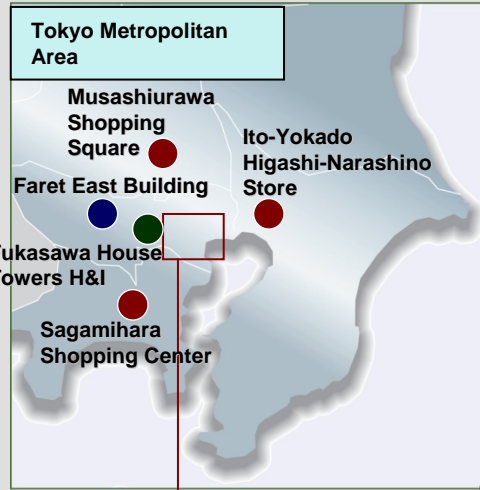 Tokyo Metropolitan
Area
Musashiurawa
Shopping
Square
Ito-Yokado
Higashi-Narashino
Store
Faret East Building
ukasawa House
Towers H&I
Sagamihara
Shopping Center